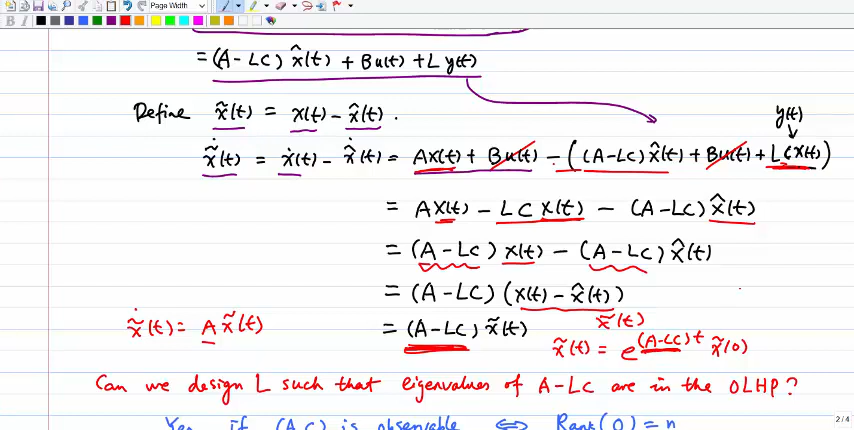 Page Width
= (A - LC) x̂(t) + Bu(t) + L y(t)
Define x̃(t) = x(t) - x̂(t).
y(t)
x̃̇(t) = ẋ(t) - x̂̇(t) = Ax(t) + Bu(t) - ( (A - LC) x̂(t) + Bu(t) + LCx(t) )
= Ax(t) - LC x(t) - (A - LC) x̂(t)
= (A - LC) x(t) - (A - LC) x̂(t)
= (A - LC) (x(t) - x̂(t))
x̃(t)
x̃̇(t) = A x̃(t)
= (A - LC) x̃(t)
x̃(t) = e^(A-LC)t x̃(0)
Can we design L such that eigenvalues of A-LC are in the OLHP?
Yes if (A,C) is observable ⟺ Rank(O) = n
2 / 4